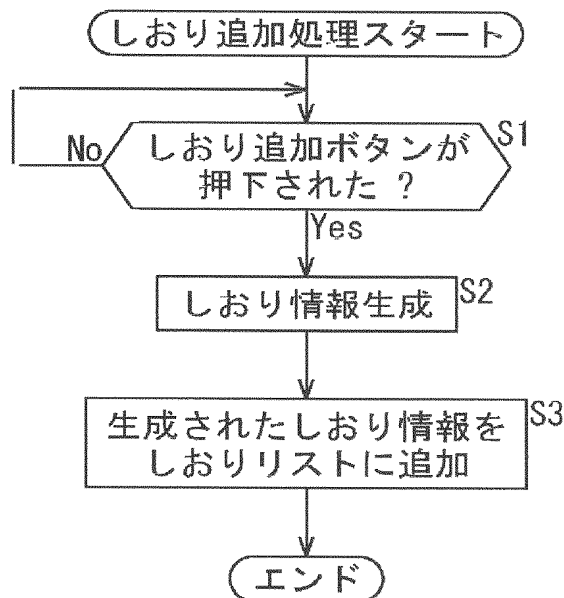 しおり追加処理スタート
しおり追加ボタンが
押下された ?
S1
No
Yes
しおり情報生成
S2
生成されたしおり情報を
しおりリストに追加
S3
エンド